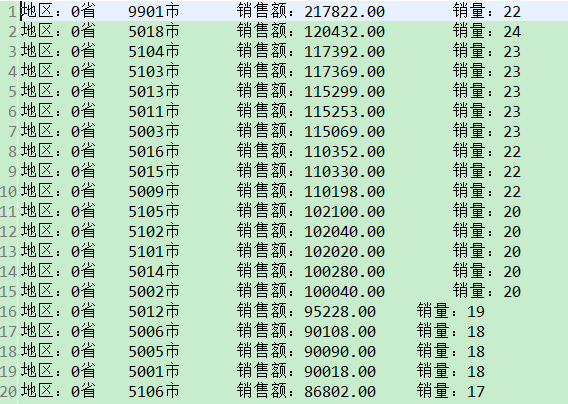 1 地区：0省 9901市 销售额：217822.00 销量：22
2 地区：0省 5018市 销售额：120432.00 销量：24
3 地区：0省 5104市 销售额：117392.00 销量：23
4 地区：0省 5103市 销售额：117369.00 销量：23
5 地区：0省 5013市 销售额：115299.00 销量：23
6 地区：0省 5011市 销售额：115253.00 销量：23
7 地区：0省 5003市 销售额：115069.00 销量：23
8 地区：0省 5016市 销售额：110352.00 销量：22
9 地区：0省 5015市 销售额：110330.00 销量：22
10 地区：0省 5009市 销售额：110198.00 销量：22
11 地区：0省 5105市 销售额：102100.00 销量：20
12 地区：0省 5102市 销售额：102040.00 销量：20
13 地区：0省 5101市 销售额：102020.00 销量：20
14 地区：0省 5014市 销售额：100280.00 销量：20
15 地区：0省 5002市 销售额：100040.00 销量：20
16 地区：0省 5012市 销售额：95228.00 销量：19
17 地区：0省 5006市 销售额：90108.00 销量：18
18 地区：0省 5005市 销售额：90090.00 销量：18
19 地区：0省 5001市 销售额：90018.00 销量：18
20 地区：0省 5106市 销售额：86802.00 销量：17